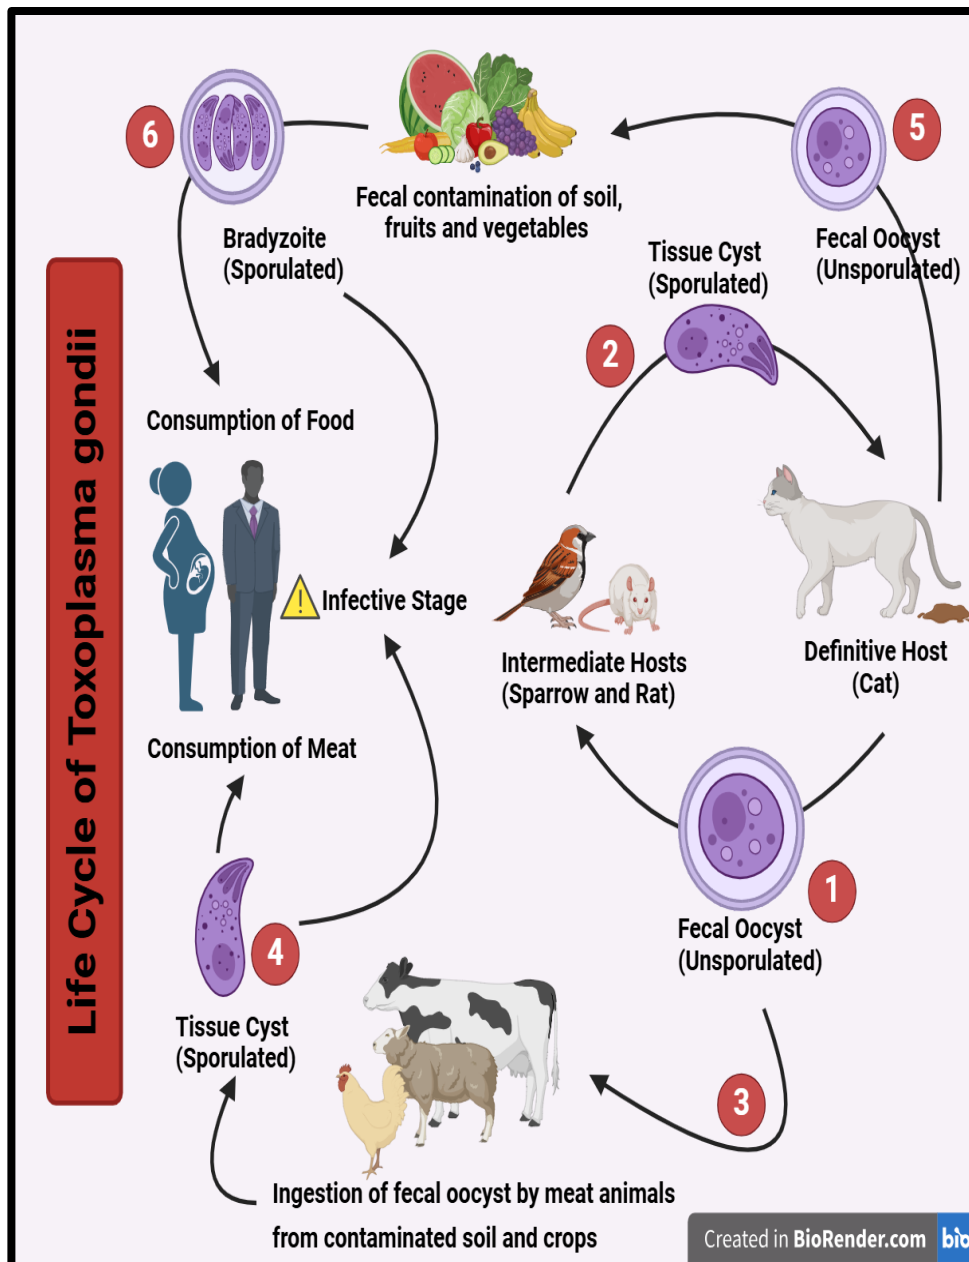 Life Cycle of Toxoplasma gondii
6
5
Fecal contamination of soil,
fruits and vegetables
Bradyzoite
(Sporulated)
Fecal Oocyst
(Unsporulated)
Tissue Cyst
(Sporulated)
2
Consumption of Food
Infective Stage
Intermediate Hosts
(Sparrow and Rat)
Definitive Host
(Cat)
Consumption of Meat
1
Fecal Oocyst
(Unsporulated)
4
Tissue Cyst
(Sporulated)
3
Ingestion of fecal oocyst by meat animals
from contaminated soil and crops
Created in BioRender.com bio